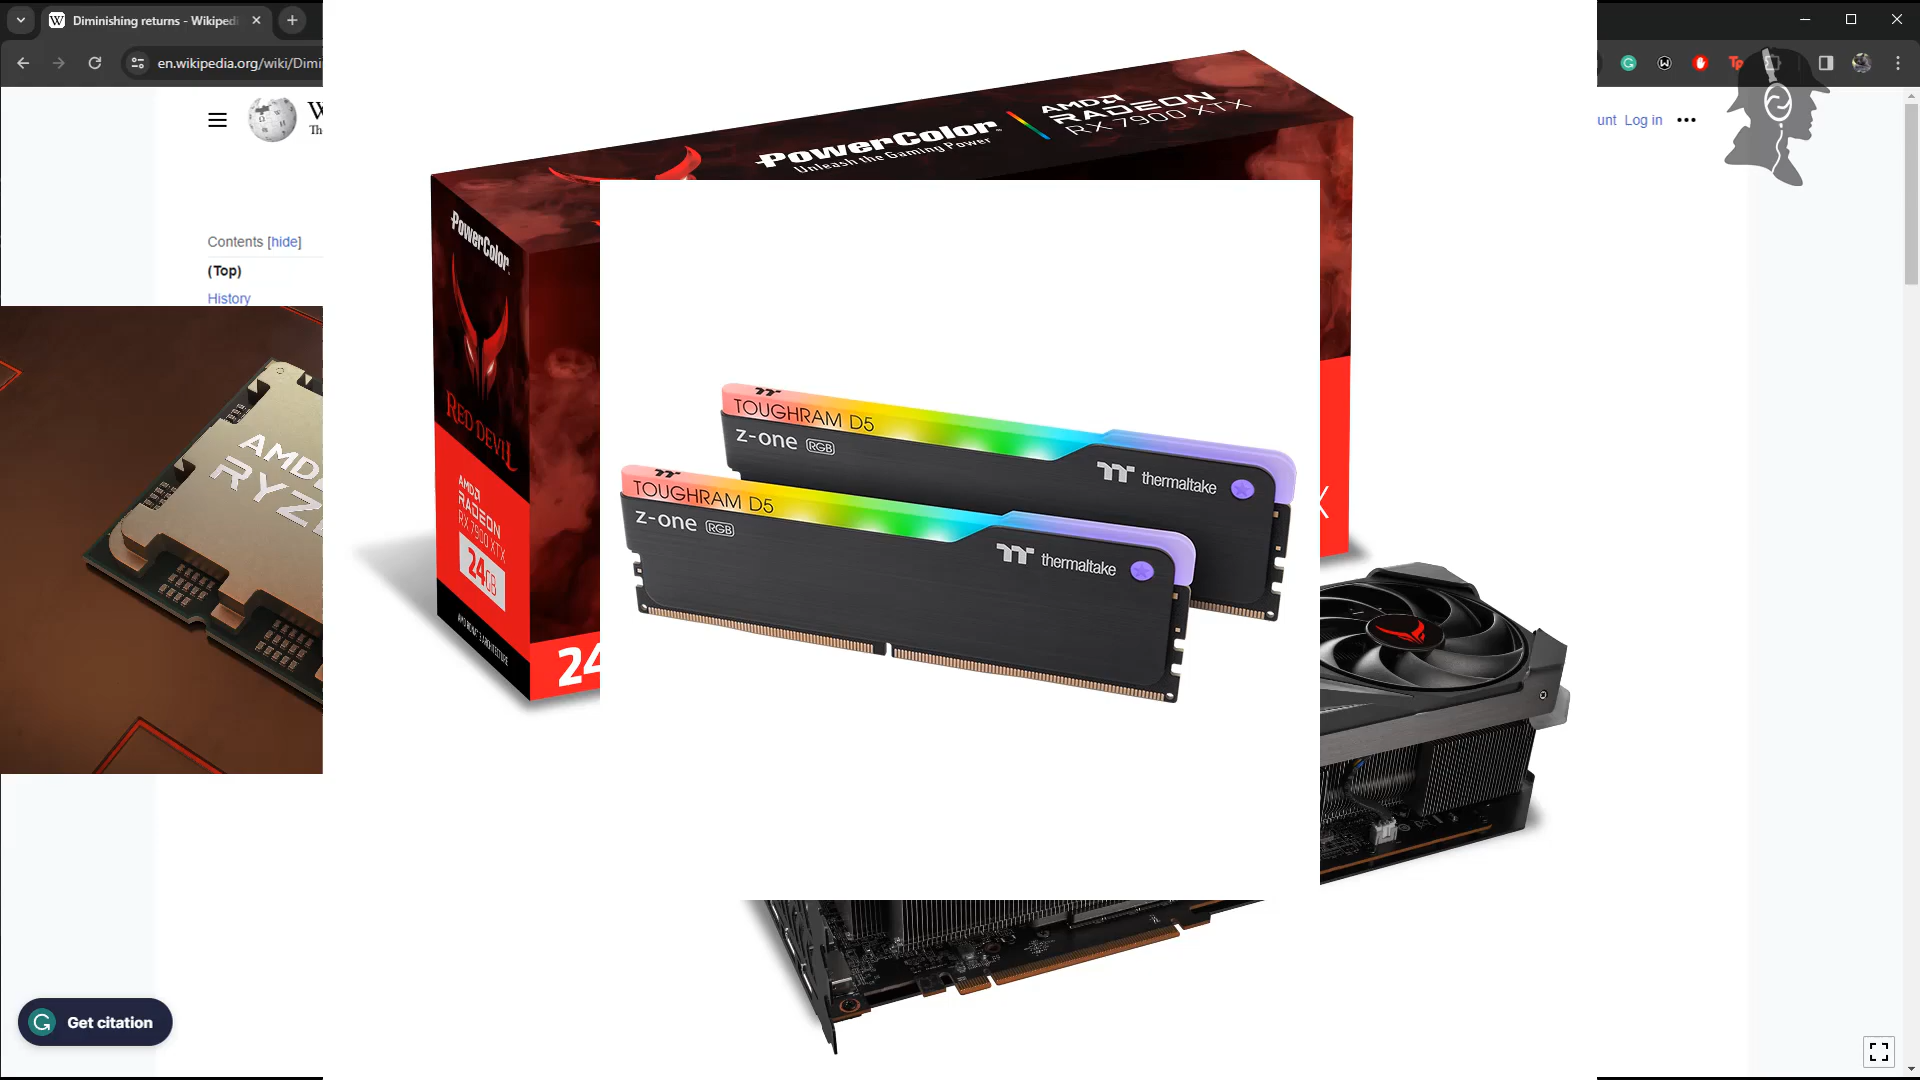 Diminishing returns - Wikipedi
en.wikipedia.org/wiki/Dimi
W
Th
unt Log in
Contents [hide]
(Top)
History
AMD
RYZ
PowerColor
Unleash the Gaming Power
AMD
RADEON
RX 7900 XTX
PowerColor
RED DEVIL
AMD
RADEON
RX 7900 XTX
24GB
24
X
TOUGHRAM D5
z-one RGB
thermaltake
TOUGHRAM D5
z-one RGB
thermaltake
Get citation